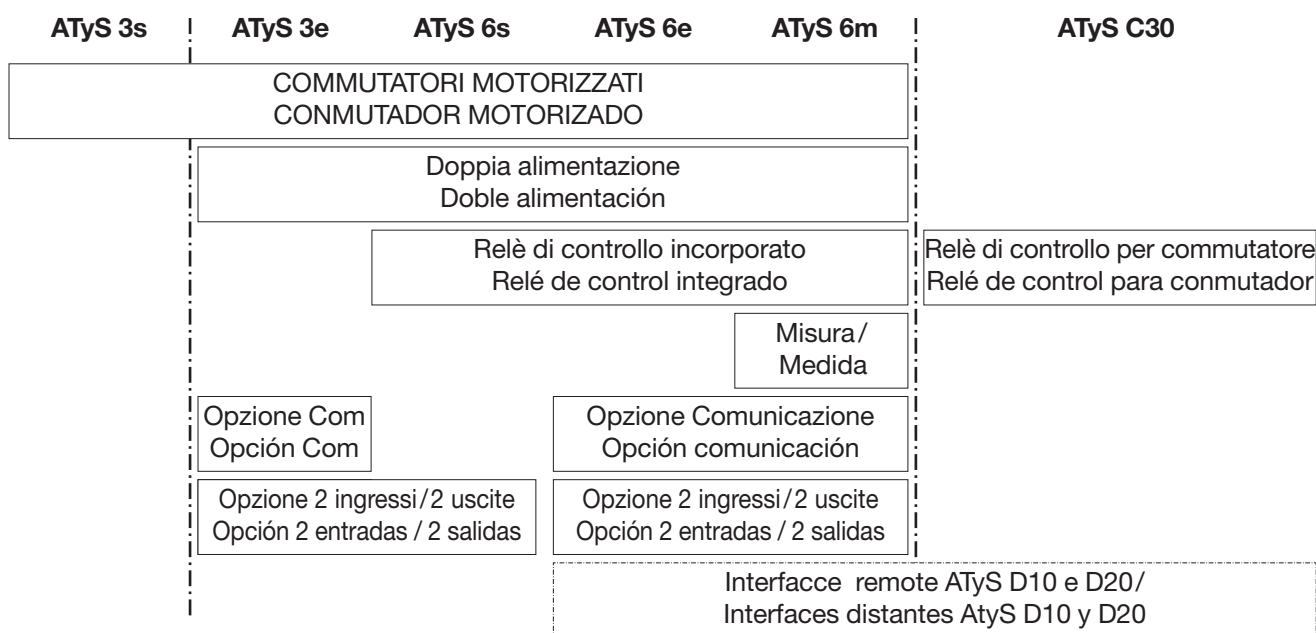 ATyS 3s ATyS 3e ATyS 6s ATyS 6e ATyS 6m ATyS C30
COMMUTATORI MOTORIZZATI
CONMUTADOR MOTORIZADO
Doppia alimentazione
Doble alimentación
Relè di controllo incorporato
Relé de control integrado
Relè di controllo per commutatore
Relé de control para conmutador
Misura/
Medida
Opzione Com
Opción Com
Opzione Comunicazione
Opción comunicación
Opzione 2 ingressi/2 uscite
Opción 2 entradas / 2 salidas
Opzione 2 ingressi/2 uscite
Opción 2 entradas / 2 salidas
Interfacce remote ATyS D10 e D20/
Interfaces distantes AtyS D10 y D20